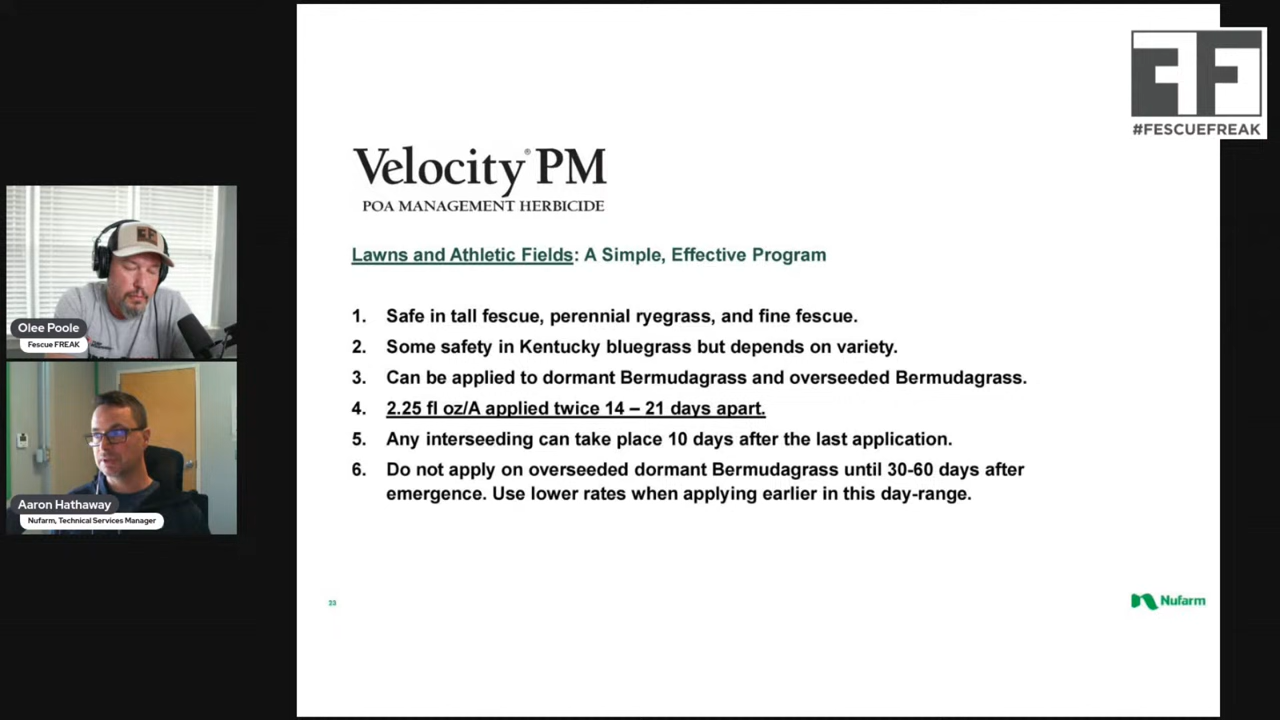 #FESCUEFREAK
Velocity® PM
POA MANAGEMENT HERBICIDE
Lawns and Athletic Fields: A Simple, Effective Program
1. Safe in tall fescue, perennial ryegrass, and fine fescue.
2. Some safety in Kentucky bluegrass but depends on variety.
3. Can be applied to dormant Bermudagrass and overseeded Bermudagrass.
4. 2.25 fl oz/A applied twice 14 – 21 days apart.
5. Any interseeding can take place 10 days after the last application.
6. Do not apply on overseeded dormant Bermudagrass until 30-60 days after
emergence. Use lower rates when applying earlier in this day-range.
Olee Poole
Fescue FREAK
Aaron Hathaway
Nufarm, Technical Services Manager
23
Nufarm